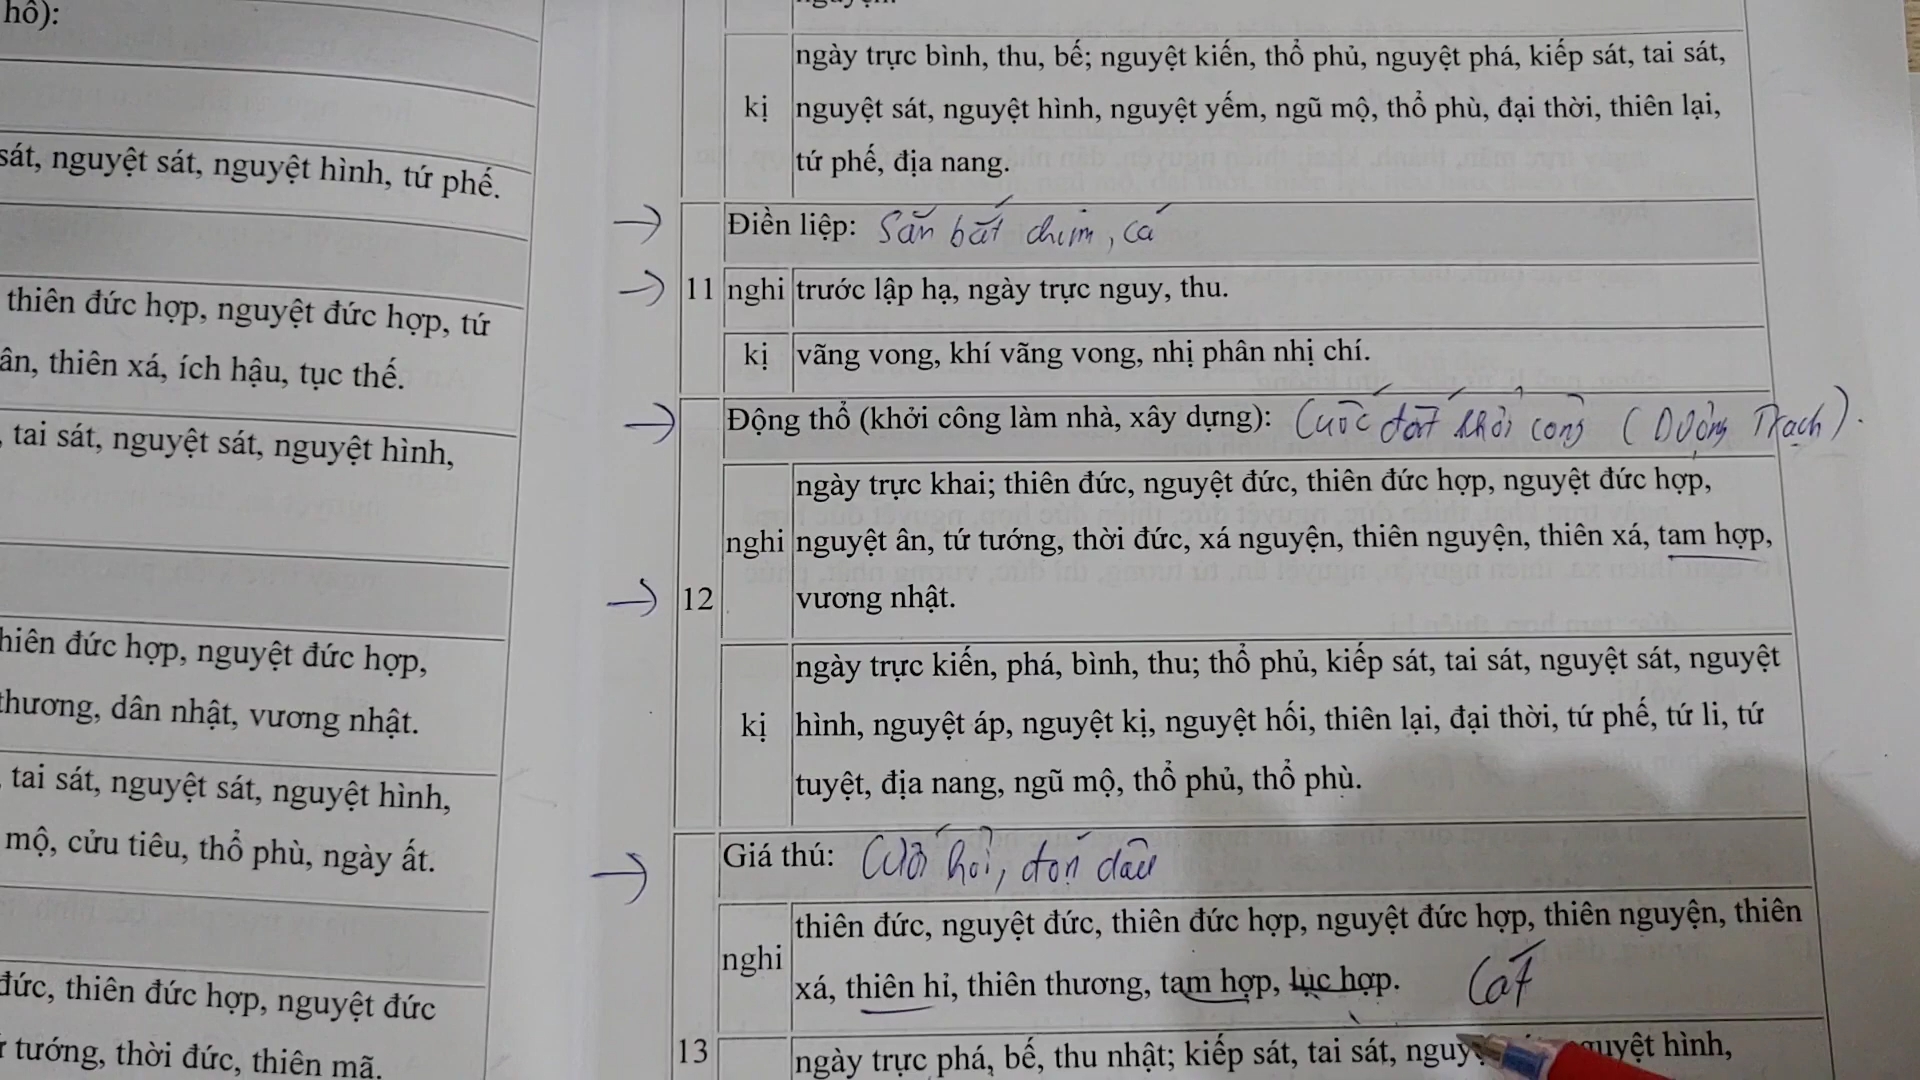 hồ):
sát, nguyệt sát, nguyệt hình, tứ phế.
thiên đức hợp, nguyệt đức hợp, tứ
ân, thiên xá, ích hậu, tục thế.
, tai sát, nguyệt sát, nguyệt hình,
hiên đức hợp, nguyệt đức hợp,
thương, dân nhật, vương nhật.
, tai sát, nguyệt sát, nguyệt hình,
mộ, cửu tiêu, thổ phù, ngày ất.
đức, thiên đức hợp, nguyệt đức
tướng, thời đức, thiên mã.
ngày trực bình, thu, bế; nguyệt kiến, thổ phủ, nguyệt phá, kiếp sát, tai sát,
kị nguyệt sát, nguyệt hình, nguyệt yếm, ngũ mộ, thổ phù, đại thời, thiên lại,
tứ phế, địa nang.
Điền liệp: Săn bắt chim, cá
11 nghi trước lập hạ, ngày trực nguy, thu.
kị vãng vong, khí vãng vong, nhị phân nhị chí.
Động thổ (khởi công làm nhà, xây dựng): Cuốc đất khởi công (Dương Trạch).
ngày trực khai; thiên đức, nguyệt đức, thiên đức hợp, nguyệt đức hợp,
nghi nguyệt ân, tứ tướng, thời đức, xá nguyện, thiên nguyện, thiên xá, tam hợp,
12 vương nhật.
ngày trực kiến, phá, bình, thu; thổ phủ, kiếp sát, tai sát, nguyệt sát, nguyệt
kị hình, nguyệt áp, nguyệt kị, nguyệt hối, thiên lại, đại thời, tứ phế, tứ li, tứ
tuyệt, địa nang, ngũ mộ, thổ phủ, thổ phù.
Giá thú: Cưới hỏi, đón dâu
thiên đức, nguyệt đức, thiên đức hợp, nguyệt đức hợp, thiên nguyện, thiên
nghi xá, thiên hỉ, thiên thương, tam hợp, lục hợp. Cát
13 ngày trực phá, bế, thu nhật; kiếp sát, tai sát, nguyệt hình,